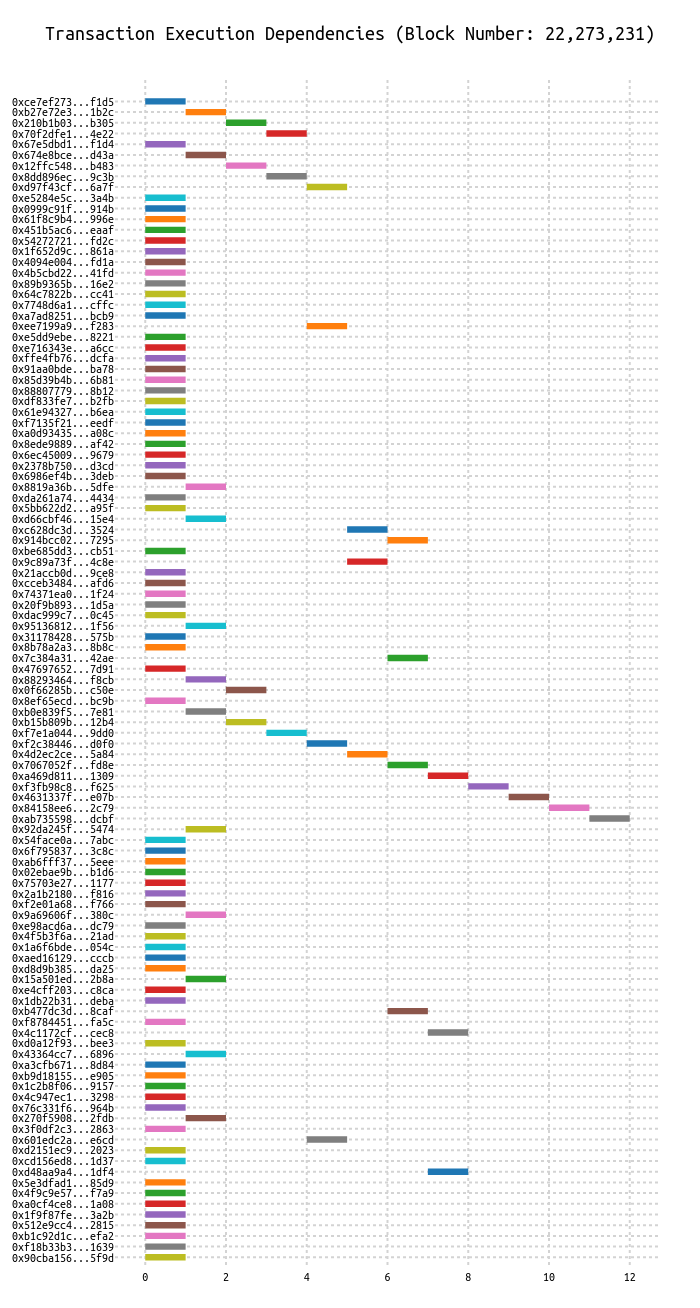 Transaction Execution Dependencies (Block Number: 22,273,231)
0xce7ef273...f1d5
0xb27e72e3...1b2c
0x210b1b03...b305
0x70f2dfe1...4e22
0x67e5dbd1...f1d4
0x674e8bce...d43a
0x12ffc548...b483
0x8dd896ec...9c3b
0xd97f43cf...6a7f
0xe5284e5c...3a4b
0x0999c91f...914b
0x61f8c9b4...996e
0x451b5ac6...eaaf
0x54272721...fd2c
0x1f652d9c...861a
0x4094e004...fd1a
0x4b5cbd22...41fd
0x89b9365b...16e2
0x64c7822b...cc41
0x7748d6a1...cffc
0xa7ad8251...bcb9
0xee7199a9...f283
0xe5dd9ebe...8221
0xe716343e...a6cc
0xffe4fb76...dcfa
0x91aa0bde...ba78
0x85d39b4b...6b81
0x88807779...8b12
0xdf833fe7...b2fb
0x61e94327...b6ea
0xf7135f21...eedf
0xa0d93435...a08c
0x8ede9889...af42
0x6ec45009...9679
0x2378b750...d3cd
0x6986ef4b...3deb
0x8819a36b...5dfe
0xda261a74...4434
0x5bb622d2...a95f
0xd66cbf46...15e4
0xc628dc3d...3524
0x914bcc02...7295
0xbe685dd3...cb51
0x9c89a73f...4c8e
0x21accb0d...9ce8
0xcceb3484...afd6
0x74371ea0...1f24
0x20f9b893...1d5a
0xdac999c7...0c45
0x95136812...1f56
0x31178428...575b
0x8b78a2a3...8b8c
0x7c384a31...42ae
0x47697652...7d91
0x88293464...f8cb
0x0f66285b...c50e
0x8ef65ecd...bc9b
0xb0e839f5...7e81
0xb15b809b...12b4
0xf7e1a044...9dd0
0xf2c38446...d0f0
0x4d2ec2ce...5a84
0x7067052f...fd8e
0xa469d811...1309
0xf3fb98c8...f625
0x4631337f...e07b
0x84158ee6...2c79
0xab735598...dcbf
0x92da245f...5474
0x54face0a...7abc
0x6f795837...3c8c
0xab6fff37...5eee
0x02ebae9b...b1d6
0x75703e27...1177
0x2a1b2180...f816
0xf2e01a68...f766
0x9a69606f...380c
0xe98acd6a...dc79
0x4f5b3f6a...21ad
0x1a6f6bde...054c
0xaed16129...cccb
0xd8d9b385...da25
0x15a501ed...2b8a
0xe4cff203...c8ca
0x1db22b31...deba
0xb477dc3d...8caf
0xf8784451...fa5c
0x4c1172cf...cec8
0xd0a12f93...bee3
0x43364cc7...6896
0xa3cfb671...8d84
0xb9d18155...e905
0x1c2b8f06...9157
0x4c947ec1...3298
0x76c331f6...964b
0x270f5908...2fdb
0x3f0df2c3...2863
0x601edc2a...e6cd
0xd2151ec9...2023
0xcd156ed8...1d37
0xd48aa9a4...1df4
0x5e3dfad1...85d9
0x4f9c9e57...f7a9
0xa0cf4ce8...1a08
0x1f9f87fe...3a2b
0x512e9cc4...2815
0xb1c92d1c...efa2
0xf18b33b3...1639
0x90cba156...5f9d
0 2 4 6 8 10 12